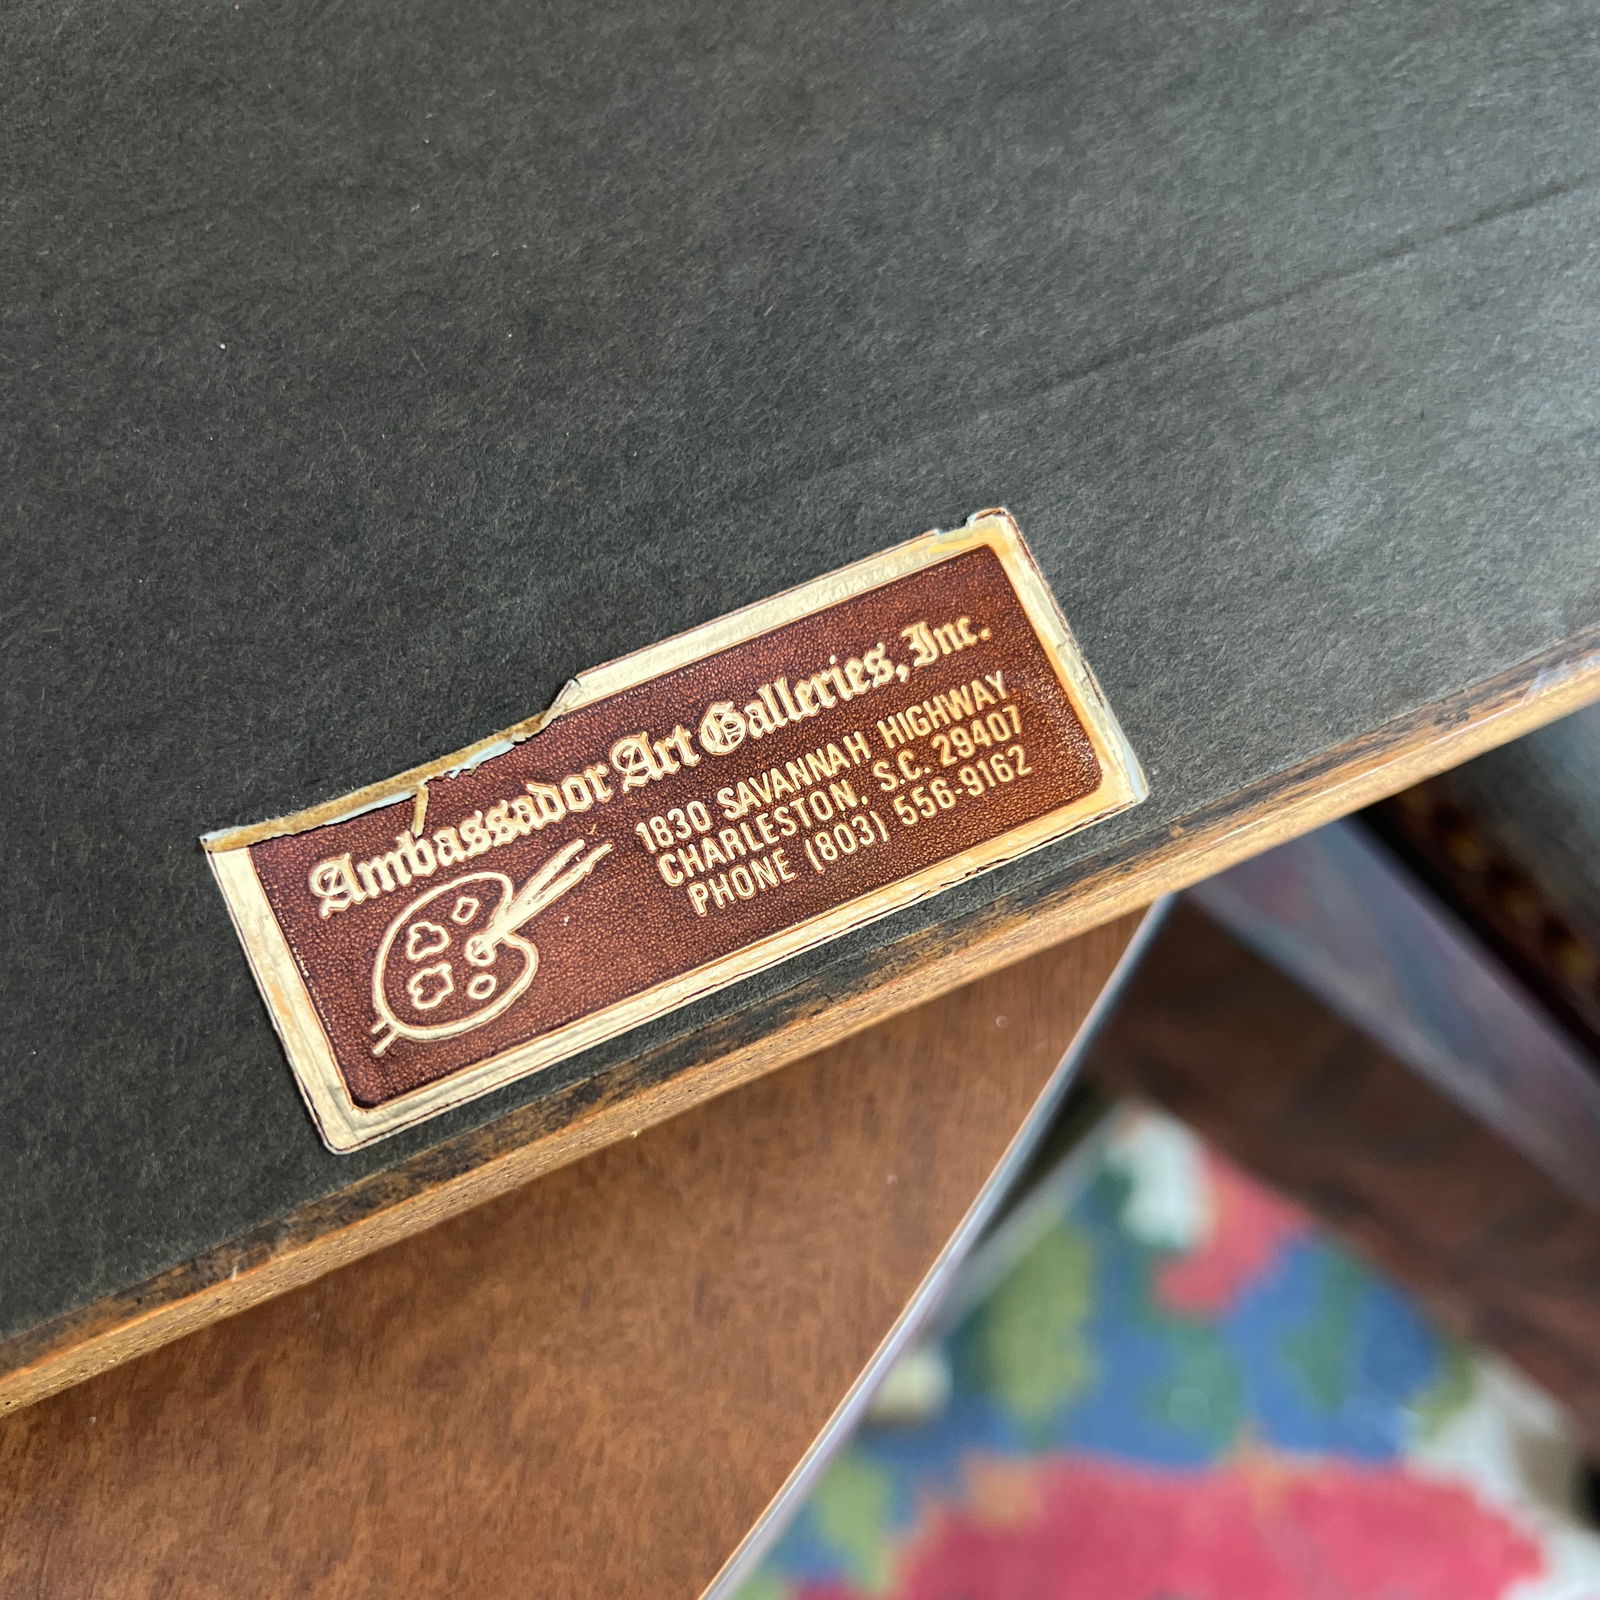 Ambassador Art Galleries, Inc.
1830 SAVANNAH HIGHWAY
CHARLESTON, S.C. 29407
PHONE (803) 556-9162